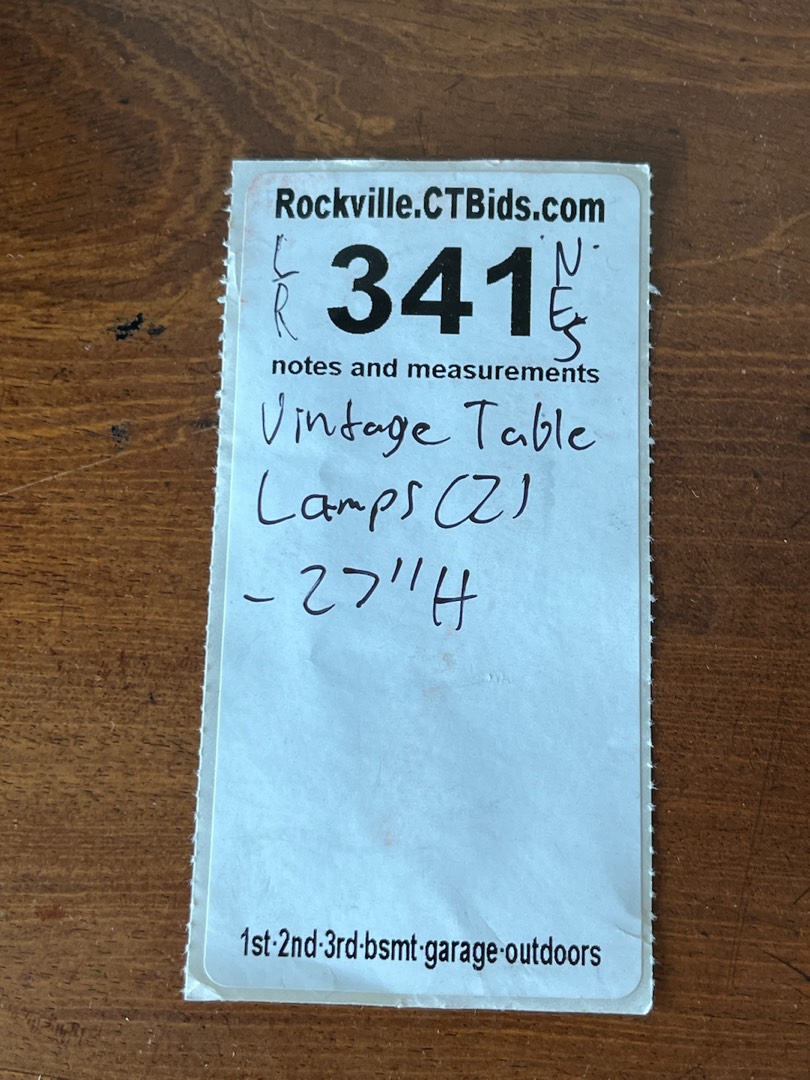 Rockville.CTBids.com
L
R
341
N.
E
S
notes and measurements
Vintage Table
Lamps (2)
- 27"H
1st·2nd·3rd·bsmt·garage·outdoors